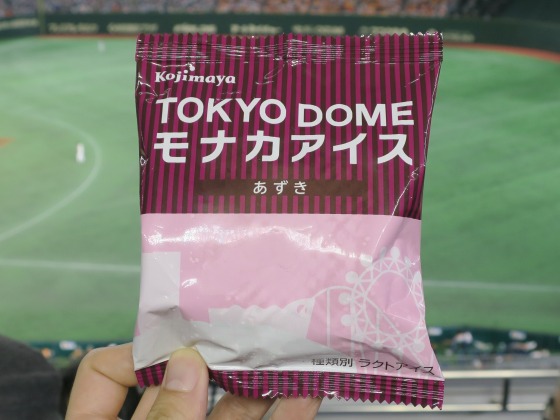 Kojimaya
TOKYO DOME
モナカアイス
あずき
種類別 ラクトアイス